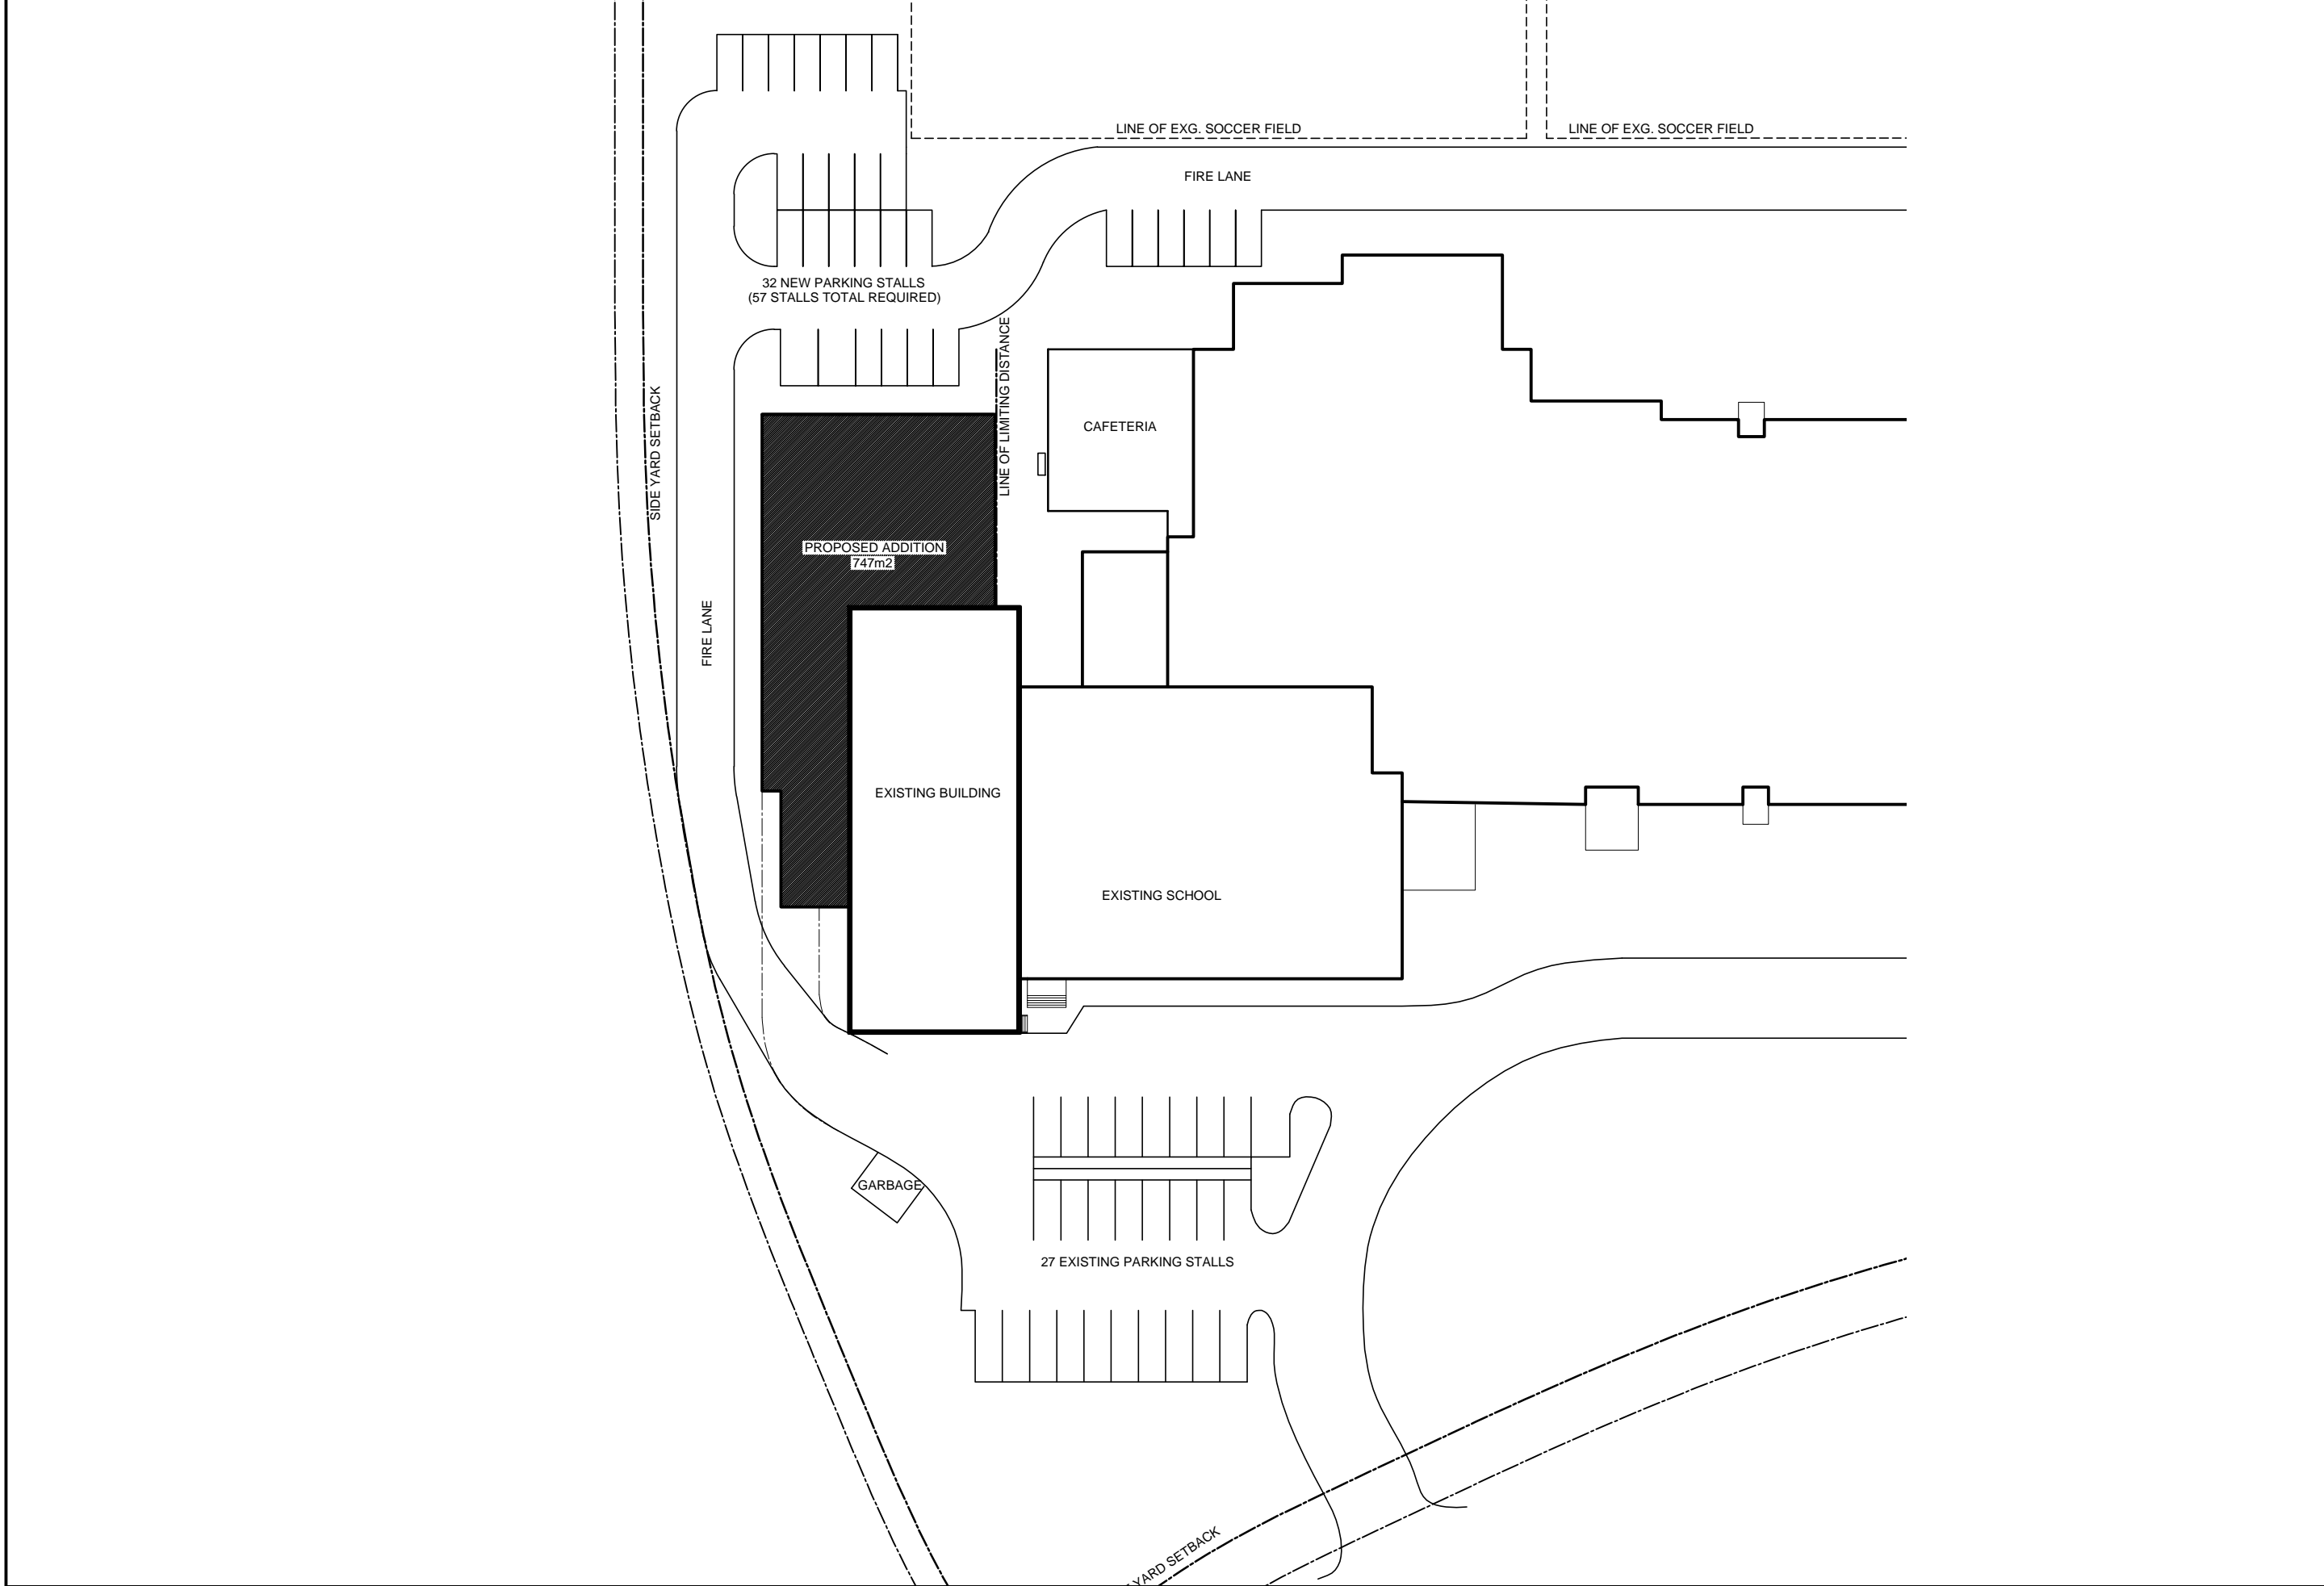 LINE OF EXG. SOCCER FIELD
LINE OF EXG. SOCCER FIELD
FIRE LANE
32 NEW PARKING STALLS
(57 STALLS TOTAL REQUIRED)
LINE OF LIMITING DISTANCE
SIDE YARD SETBACK
CAFETERIA
PROPOSED ADDITION
747m2
FIRE LANE
EXISTING BUILDING
EXISTING SCHOOL
GARBAGE
27 EXISTING PARKING STALLS
YARD SETBACK